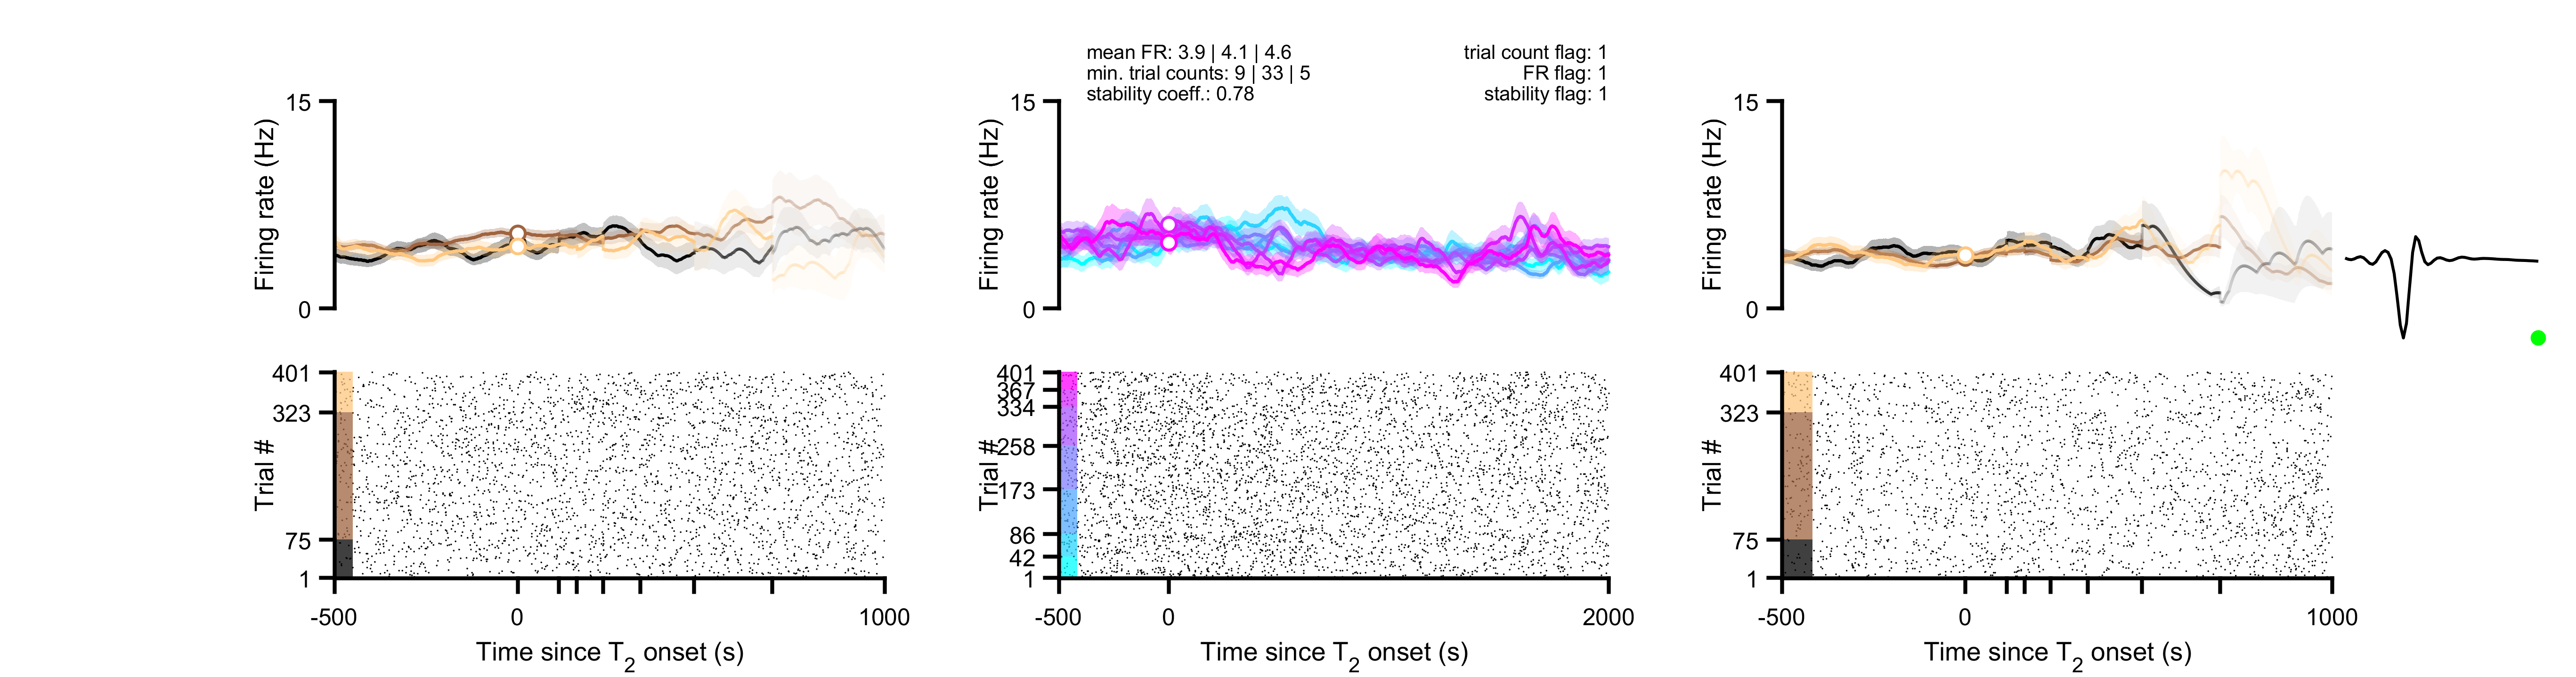 mean FR: 3.9 | 4.1 | 4.6
min. trial counts: 9 | 33 | 5
stability coeff.: 0.78
trial count flag: 1
FR flag: 1
stability flag: 1
15
Firing rate (Hz)
0
401
323
Trial #
75
1
-500
0
1000
Time since T2 onset (s)
15
Firing rate (Hz)
0
401
367
334
258
Trial #
173
86
42
1
-500
0
2000
Time since T2 onset (s)
15
Firing rate (Hz)
0
401
323
Trial #
75
1
-500
0
1000
Time since T2 onset (s)